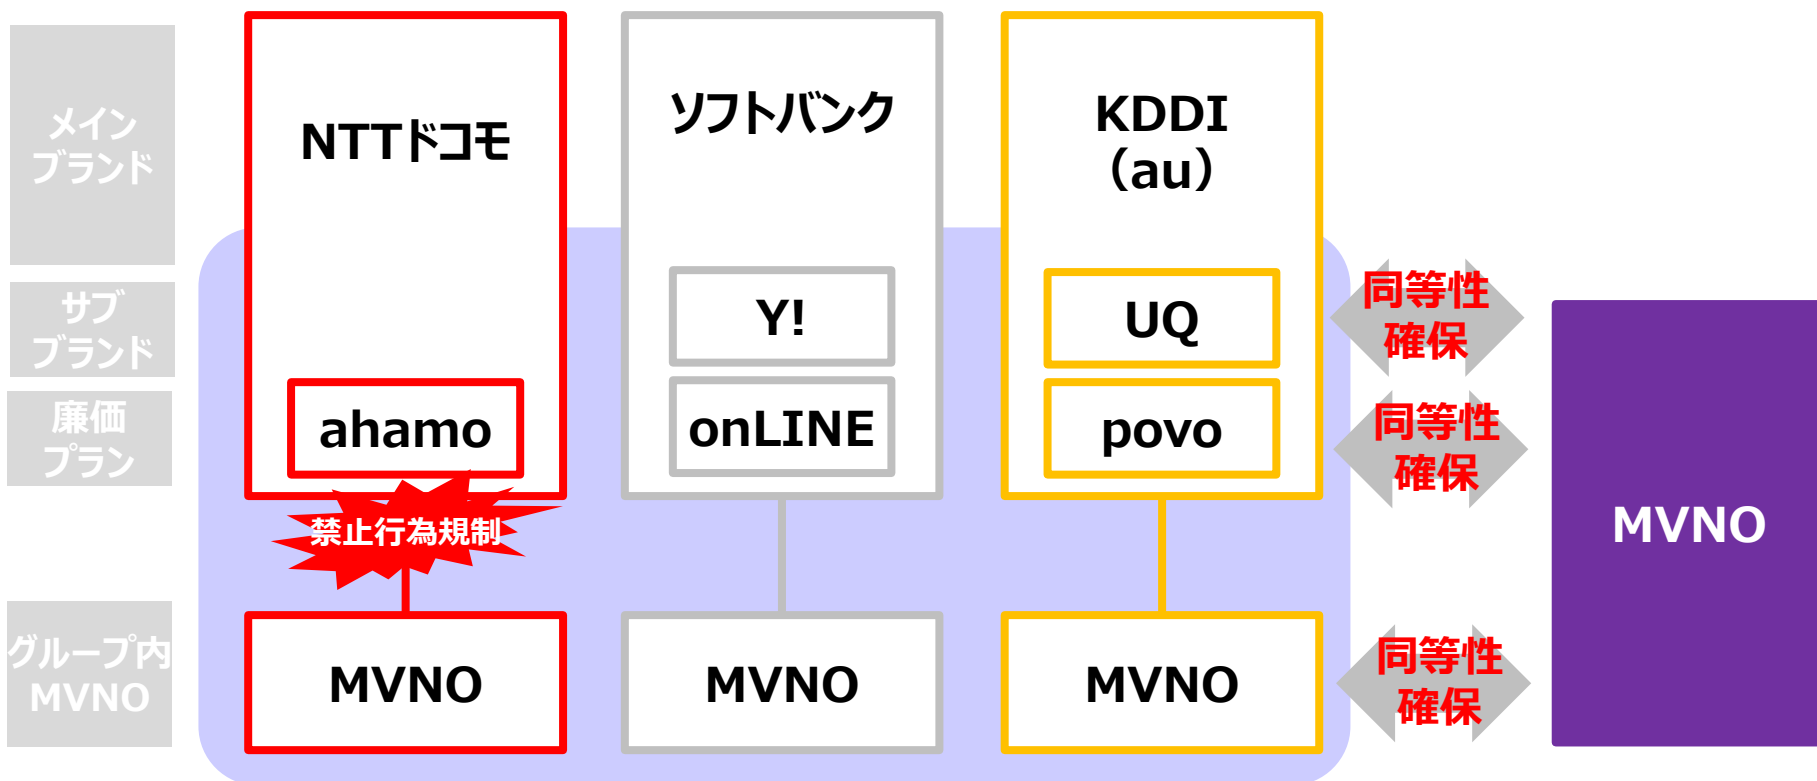 メイン
ブランド
NTTドコモ
ソフトバンク
KDDI
(au)
サブ
ブランド
Y!
UQ
同等性
確保
廉価
プラン
ahamo
onLINE
povo
同等性
確保
禁止行為規制
MVNO
グループ内
MVNO
MVNO
MVNO
MVNO
同等性
確保